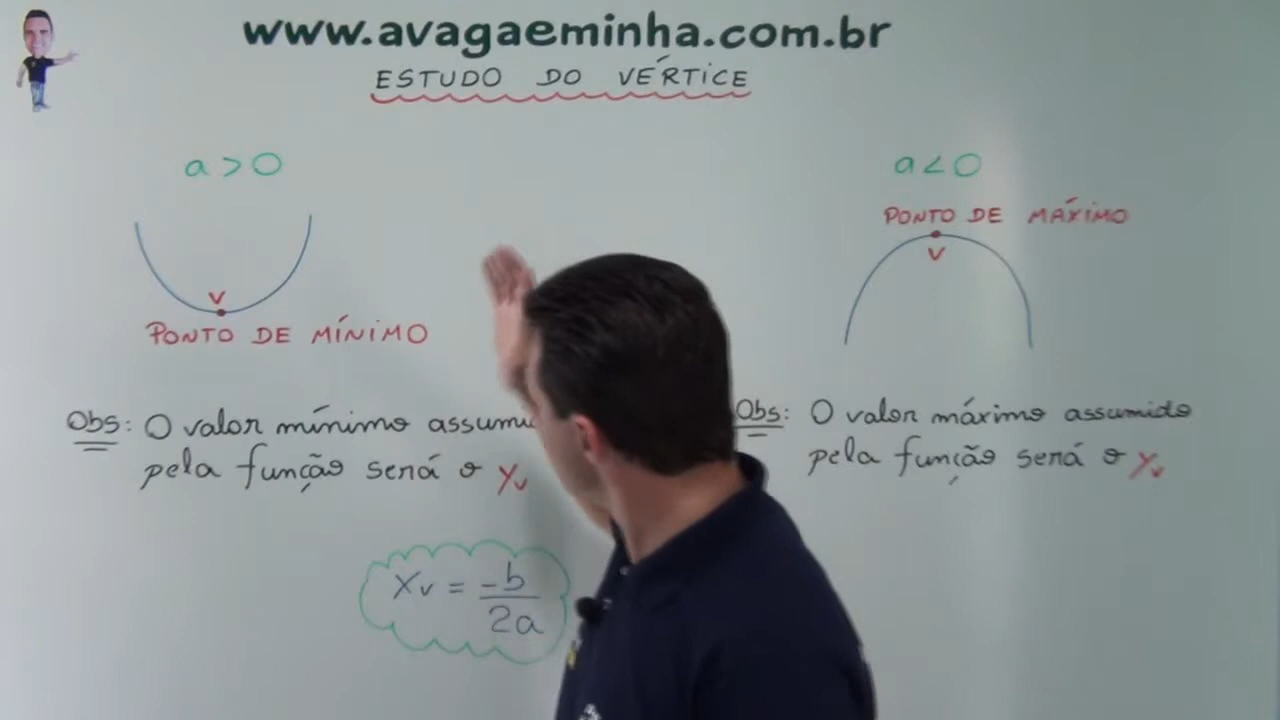 www.avagaeminha.com.br
ESTUDO DO VÉRTICE
a > 0
V
PONTO DE MÍNIMO
Obs: O valor mínimo assumi
pela função será o yv
a < 0
PONTO DE MÁXIMO
V
Obs: O valor máximo assumido
pela função será o yv
xv = -b
2a